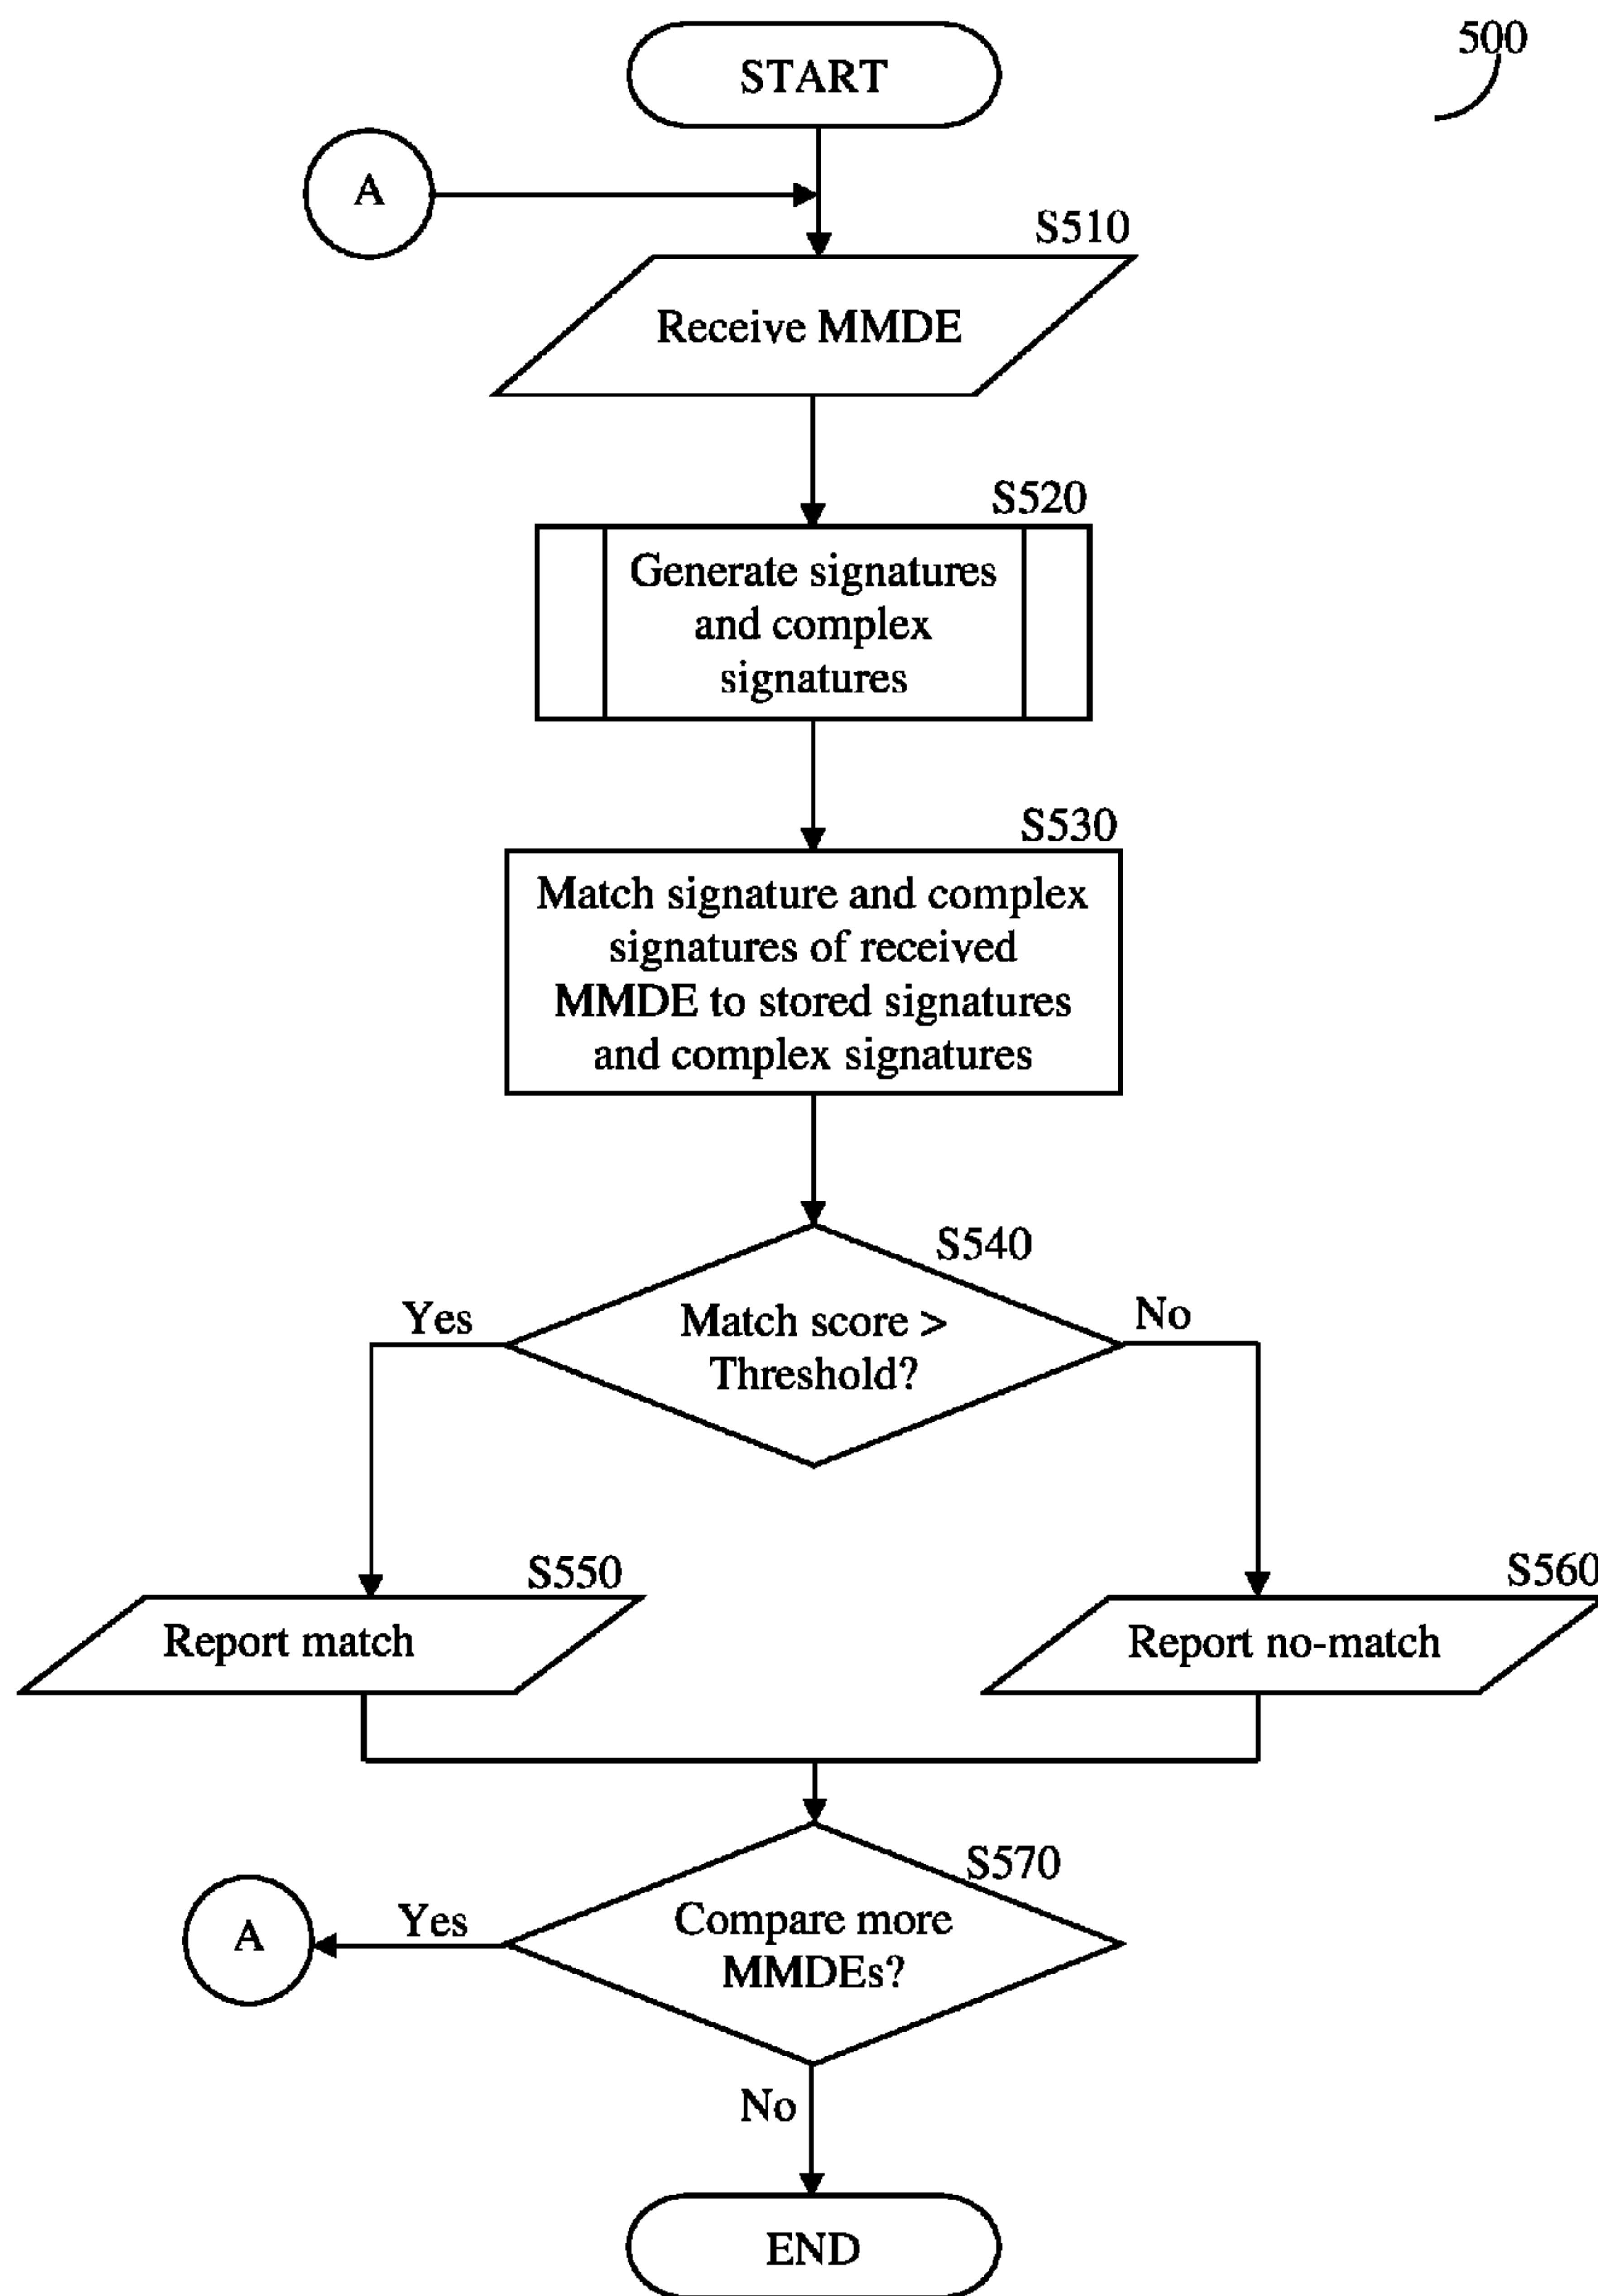 START
500
A
S510
Receive MMDE
S520
Generate signatures
and complex
signatures
S530
Match signature and complex
signatures of received
MMDE to stored signatures
and complex signatures
S540
Yes
Match score >
Threshold?
No
S550
Report match
S560
Report no-match
S570
A
Yes
Compare more
MMDEs?
No
END